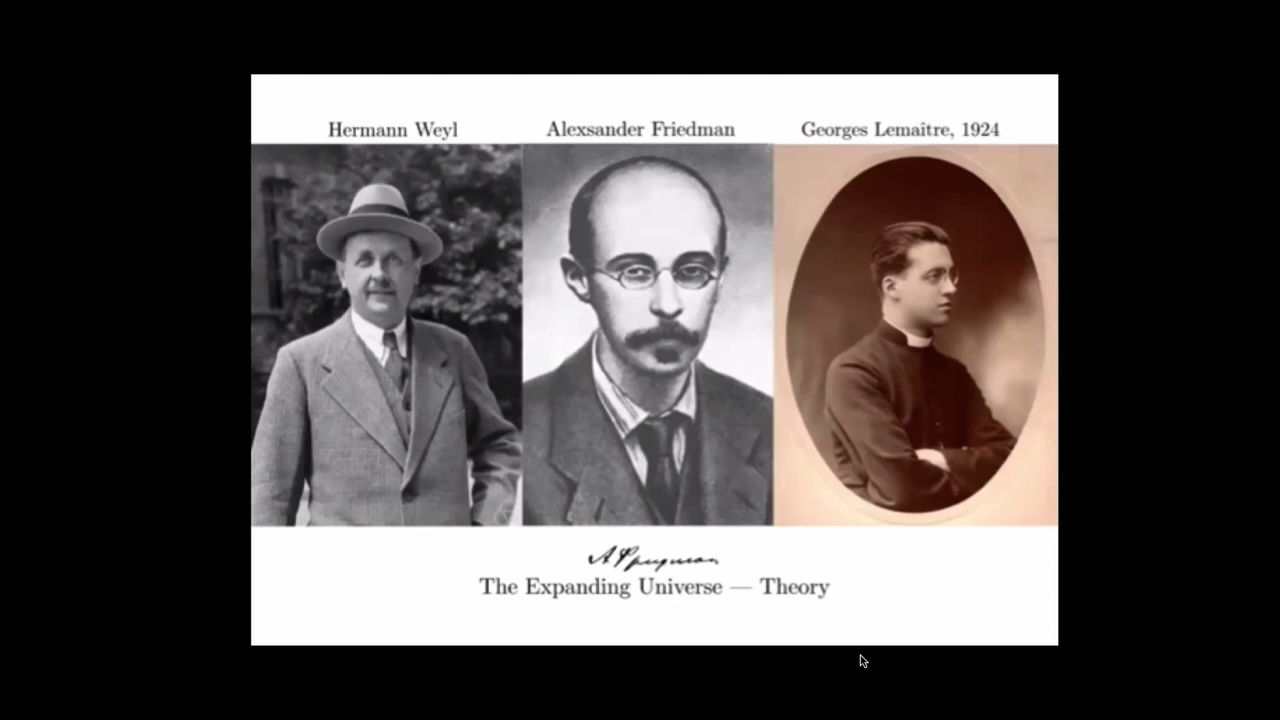 Hermann Weyl
Alexsander Friedman
Georges Lemaître, 1924
The Expanding Universe — Theory